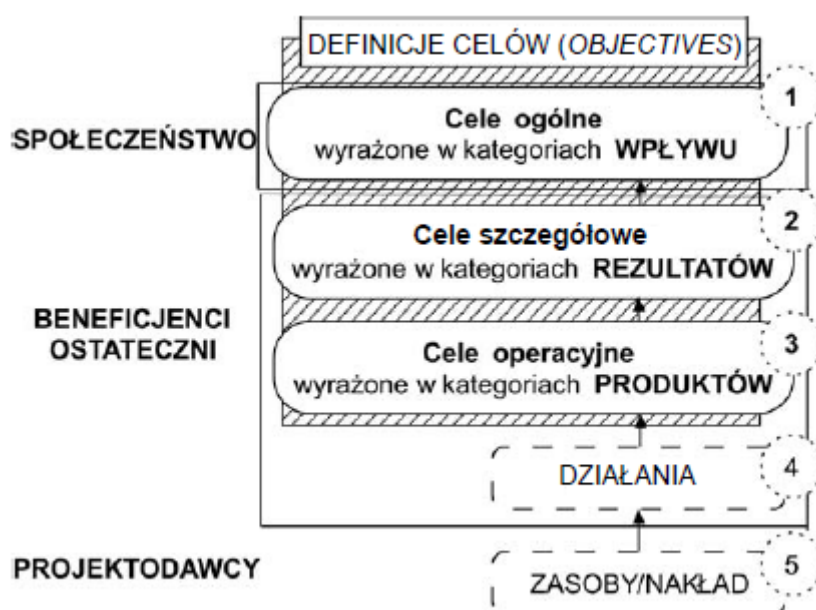 DEFINICJE CELÓW (OBJECTIVES)
1
SPOŁECZEŃSTWO
Cele ogólne
wyrażone w kategoriach WPŁYWU
2
Cele szczegółowe
wyrażone w kategoriach REZULTATÓW
BENEFICJENCI
OSTATECZNI
3
Cele operacyjne
wyrażone w kategoriach PRODUKTÓW
4
DZIAŁANIA
PROJEKTODAWCY
5
ZASOBY/NAKŁAD